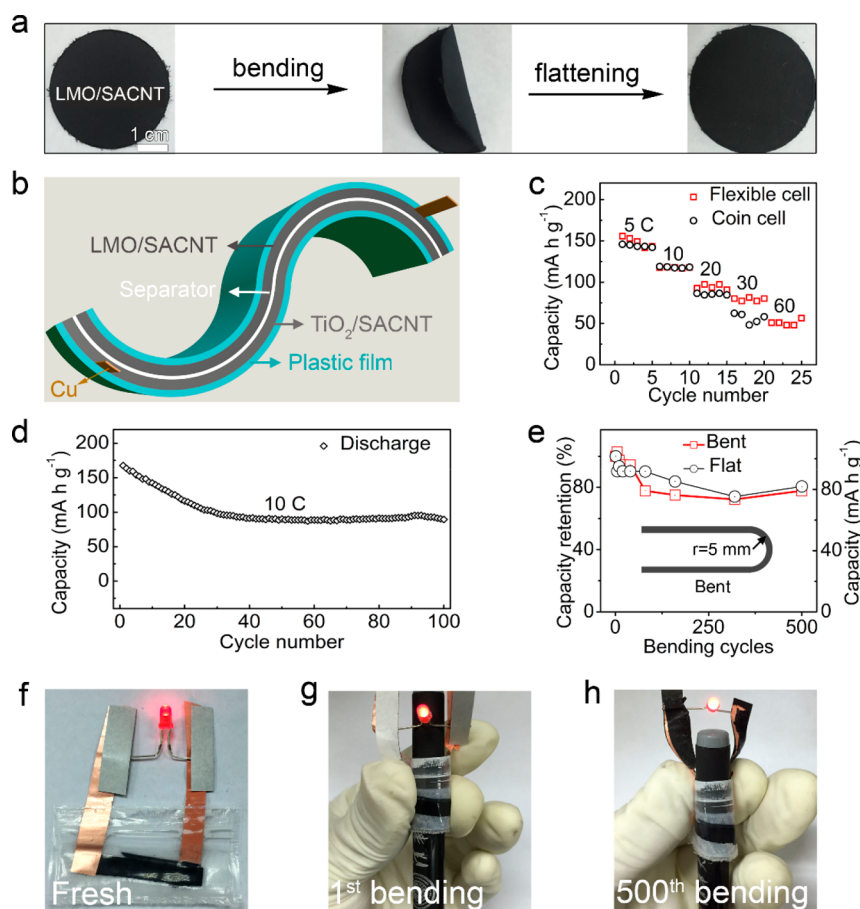 a
LMO/SACNT
1 cm
bending
flattening
b
LMO/SACNT
Separator
TiO₂/SACNT
Plastic film
Cu
c
Capacity (mA h g⁻¹)
200
150
100
50
0
5 C
10
20
30
60
Flexible cell
Coin cell
0 5 10 15 20 25
Cycle number
d
Capacity (mA h g⁻¹)
200
150
100
50
0
Discharge
10 C
0 20 40 60 80 100
Cycle number
e
Capacity retention (%)
80
40
0
Bent
Flat
r=5 mm
Bent
80
40
0
Capacity (mA h g⁻¹)
0 250 500
Bending cycles
f
Fresh
g
1st bending
h
500th bending